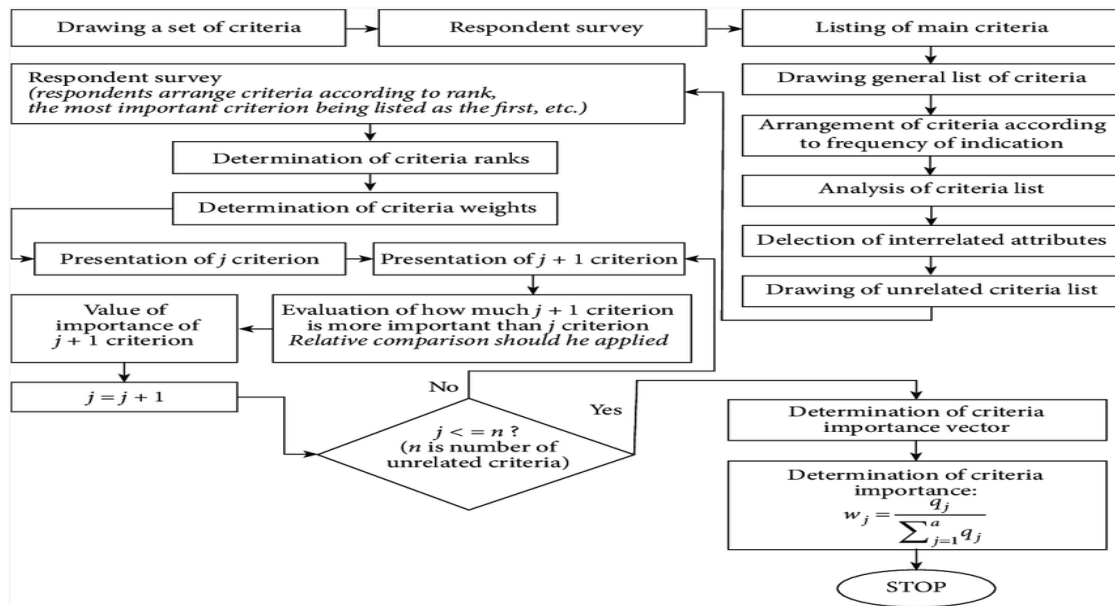 Drawing a set of criteria
Respondent survey
Listing of main criteria
Drawing general list of criteria
Arrangement of criteria according
to frequency of indication
Analysis of criteria list
Delection of interrelated attributes
Drawing of unrelated criteria list
Respondent survey
(respondents arrange criteria according to rank,
the most important criterion being listed as the first, etc.)
Determination of criteria ranks
Determination of criteria weights
Presentation of j criterion
Presentation of j + 1 criterion
Evaluation of how much j + 1 criterion
is more important than j criterion
Relative comparison should he applied
Value of
importance of
j + 1 criterion
j = j + 1
No
Yes
j < = n ?
(n is number of
unrelated criteria)
Determination of criteria
importance vector
Determination of criteria
importance:
w_j = q_j / ∑_{j=1}^{a} q_j
STOP